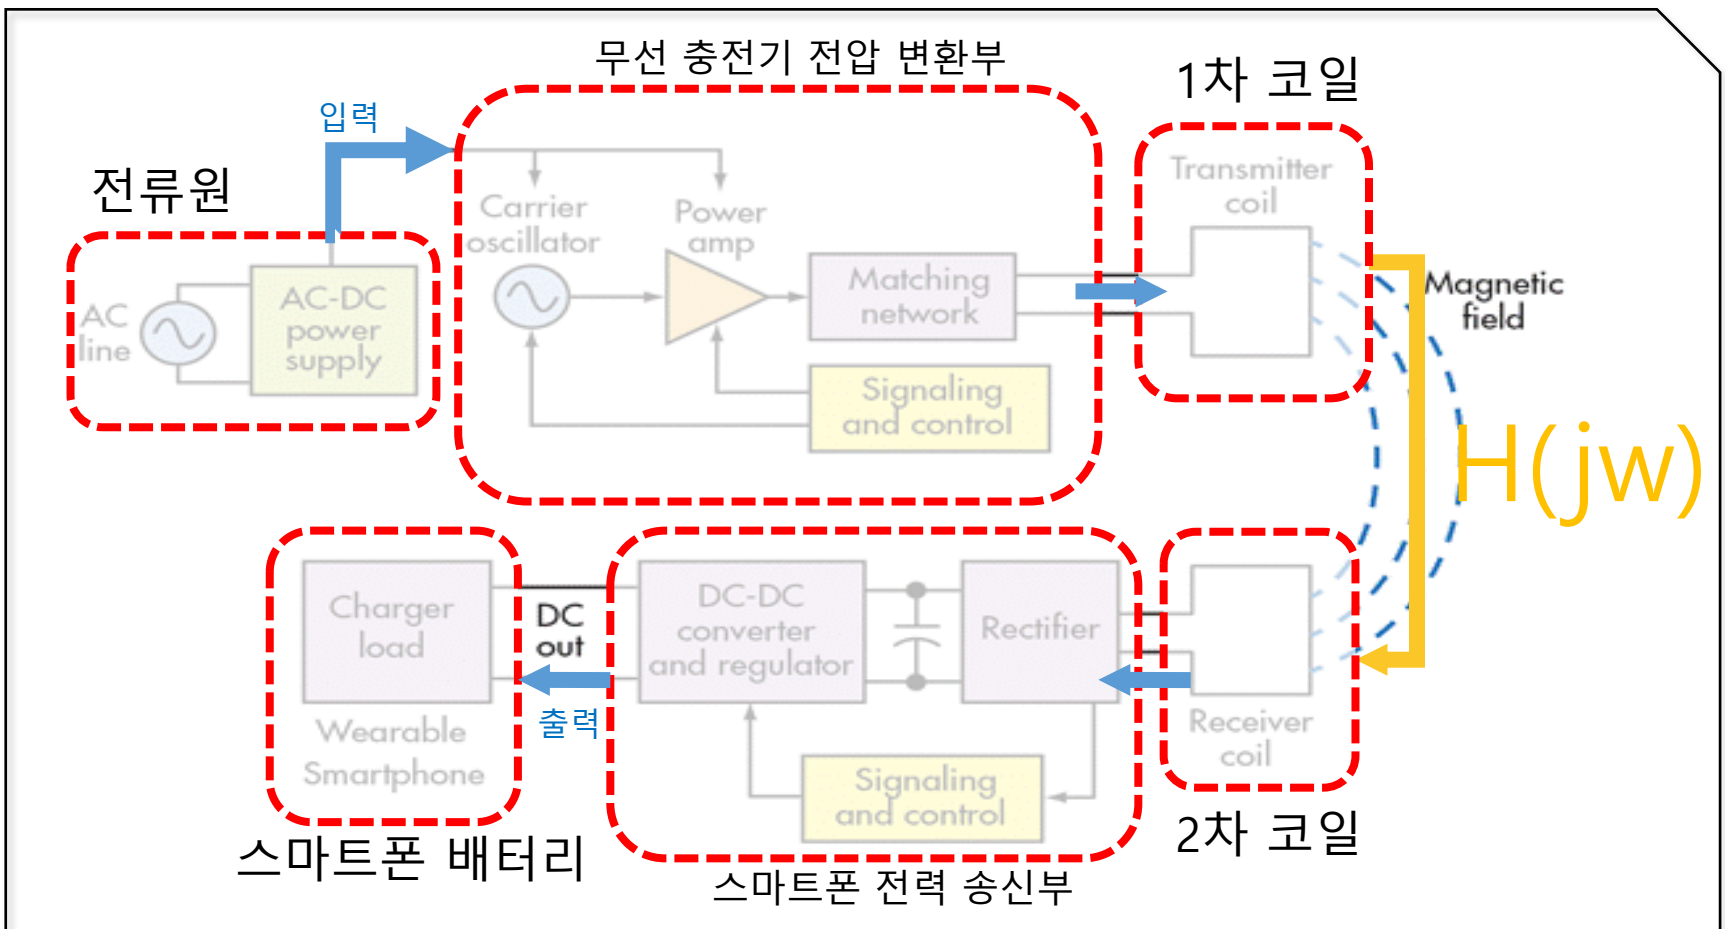 무선 충전기 전압 변환부
1차 코일
입력
전류원
Transmitter
coil
Carrier
oscillator
Power
amp
Matching
network
Magnetic
field
AC
line
AC-DC
power
supply
Signaling
and control
H(jw)
Charger
load
DC
out
DC-DC
converter
and regulator
Rectifier
출력
Wearable
Smartphone
Receiver
coil
Signaling
and control
2차 코일
스마트폰 배터리
스마트폰 전력 송신부